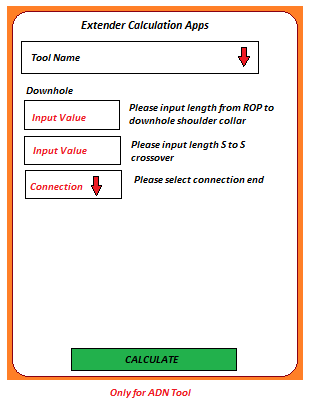 Extender Calculation Apps
Tool Name
Downhole
Input Value
Please input length from ROP to
downhole shoulder collar
Input Value
Please input length S to S
crossover
Connection
Please select connection end
CALCULATE
Only for ADN Tool